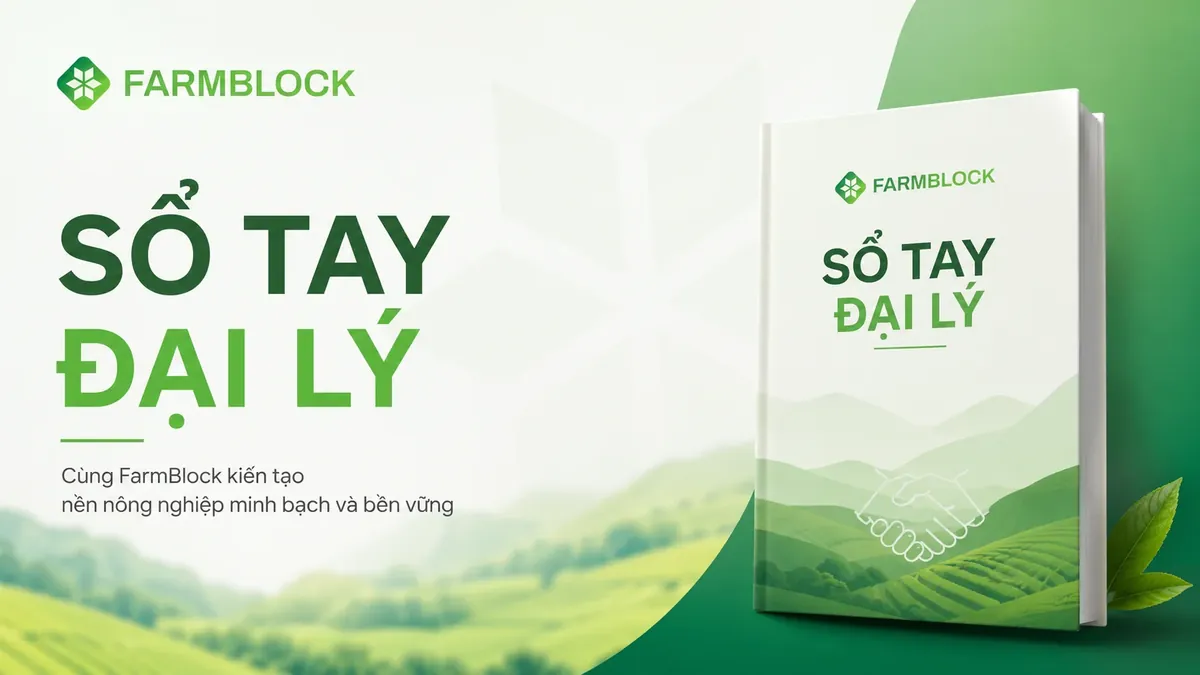 FARMBLOCK
SỔ TAY
ĐẠI LÝ
Cùng FarmBlock kiến tạo
nền nông nghiệp minh bạch và bền vững
FARMBLOCK
SỔ TAY
ĐẠI LÝ